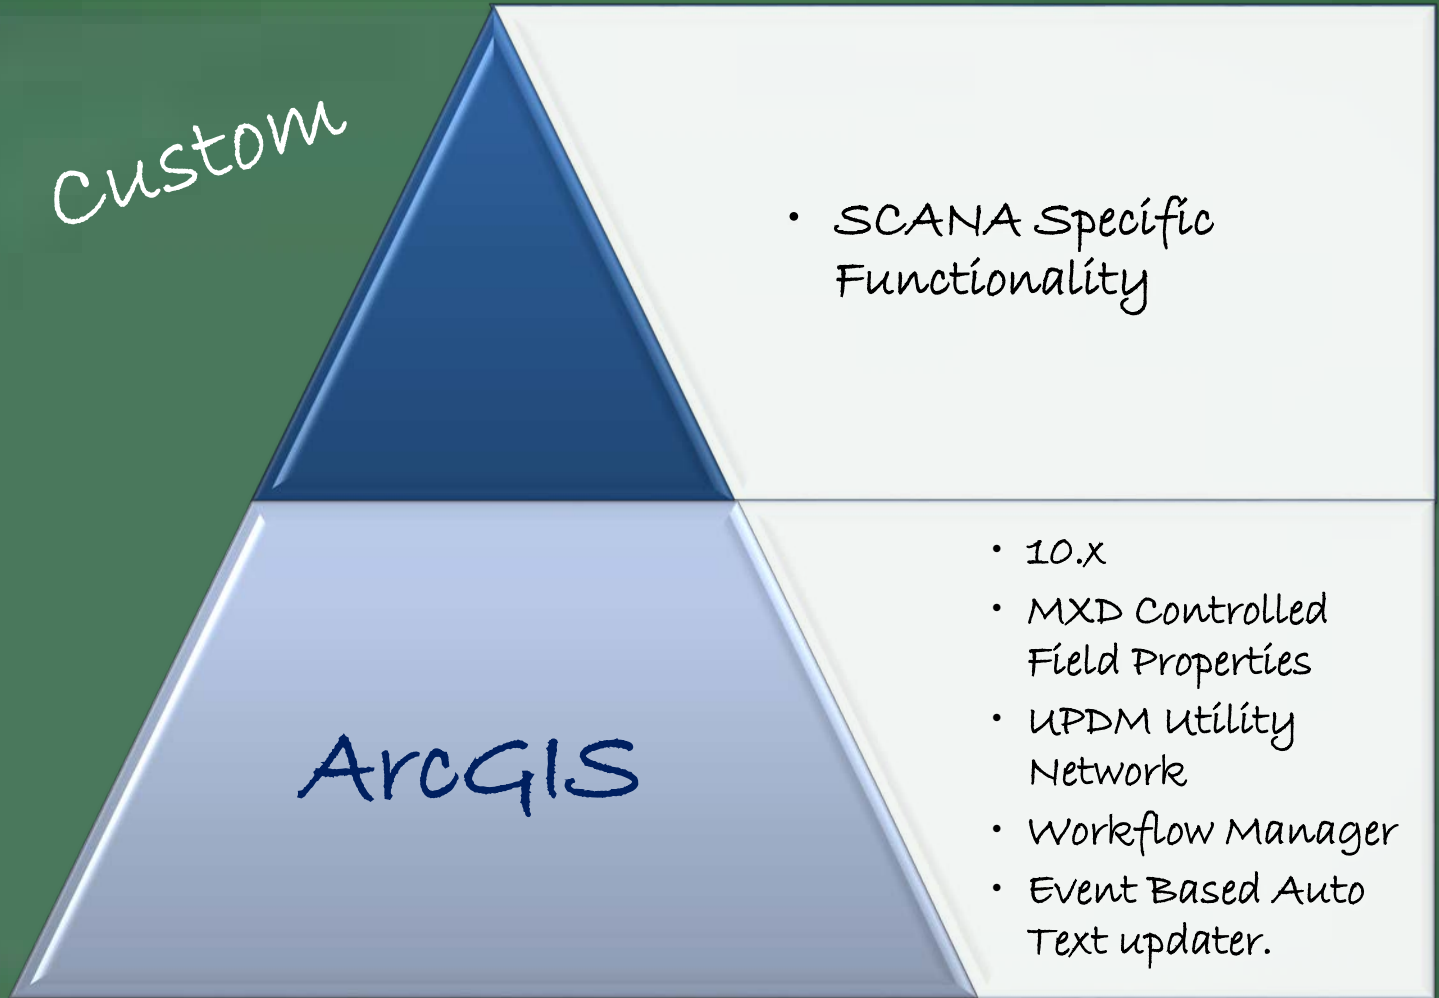 Custom
• SCANA Specific
Functionality
ArcGIS
• 10.x
• MXD Controlled
Field Properties
• UPDM Utility
Network
• Workflow Manager
• Event Based Auto
Text updater.